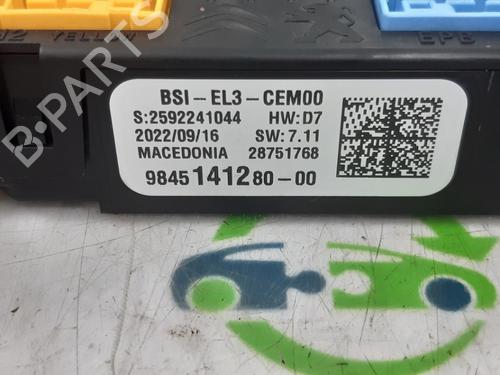 YELLOW
EPB
BSI-EL3-CEM00
S:2592241044 HW:D7
2022/09/16 SW:7.11
MACEDONIA 28751768
9845141280-00
B-PARTS